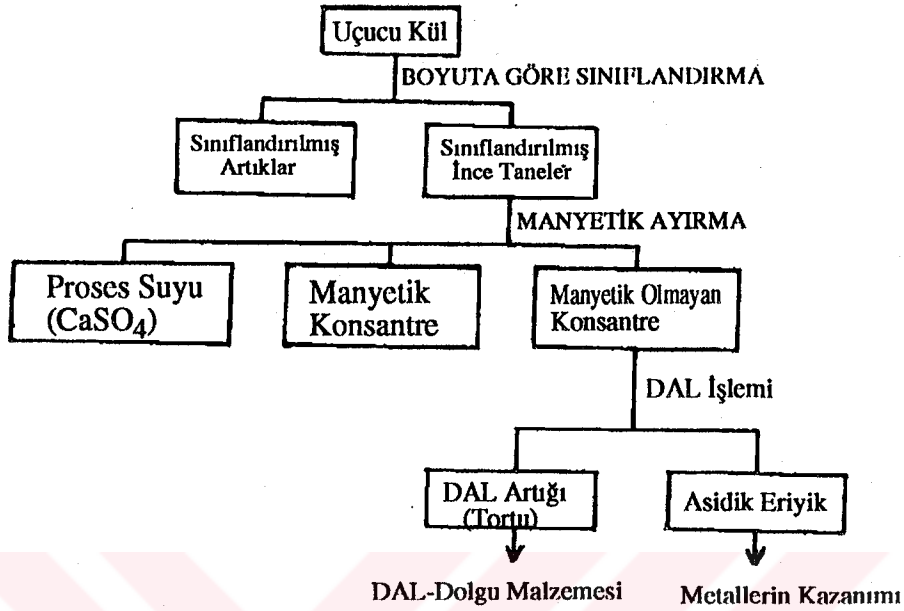 Uçucu Kül
BOYUTA GÖRE SINIFLANDIRMA
Sınıflandırılmış
Artıklar
Sınıflandırılmış
İnce Taneler
MANYETİK AYIRMA
Proses Suyu
(CaSO4)
Manyetik
Konsantre
Manyetik Olmayan
Konsantre
DAL İşlemi
DAL Artığı
(Tortu)
Asidik Eriyik
DAL-Dolgu Malzemesi
Metallerin Kazanımı